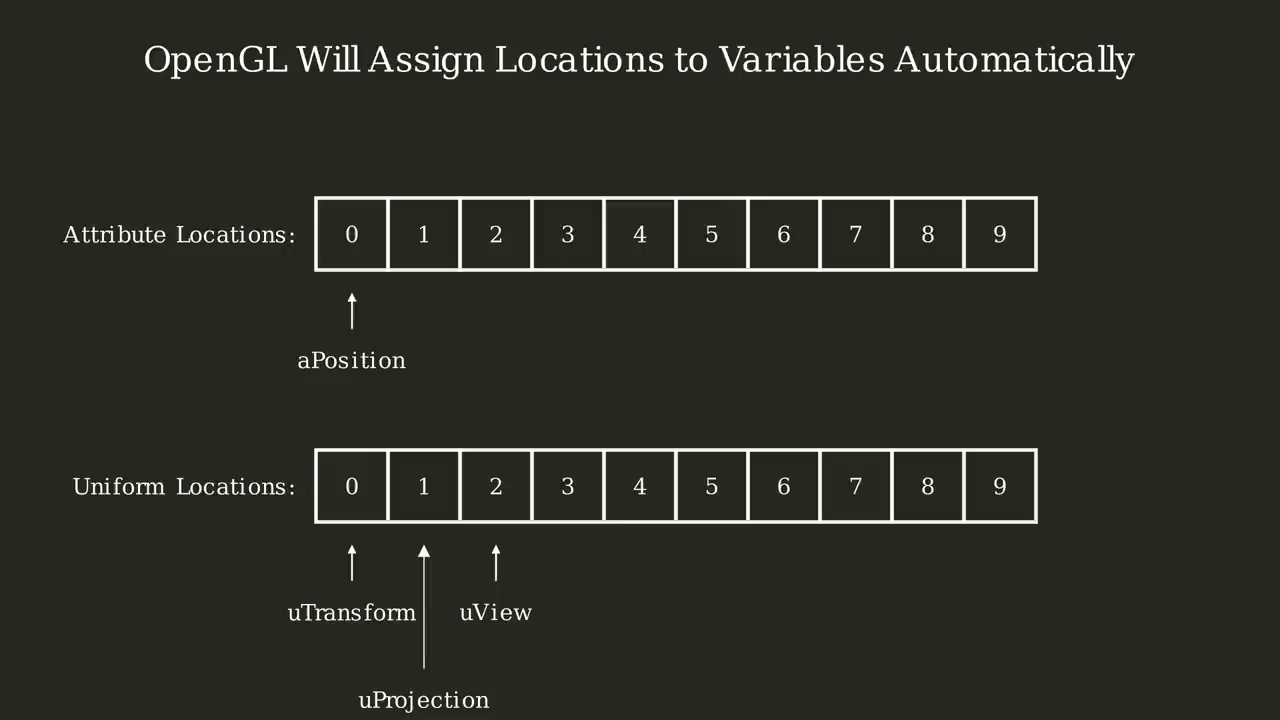 OpenGL Will Assign Locations to Variables Automatically
Attribute Locations: 0 1 2 3 4 5 6 7 8 9
aPosition
Uniform Locations: 0 1 2 3 4 5 6 7 8 9
uTransform uView
uProjection